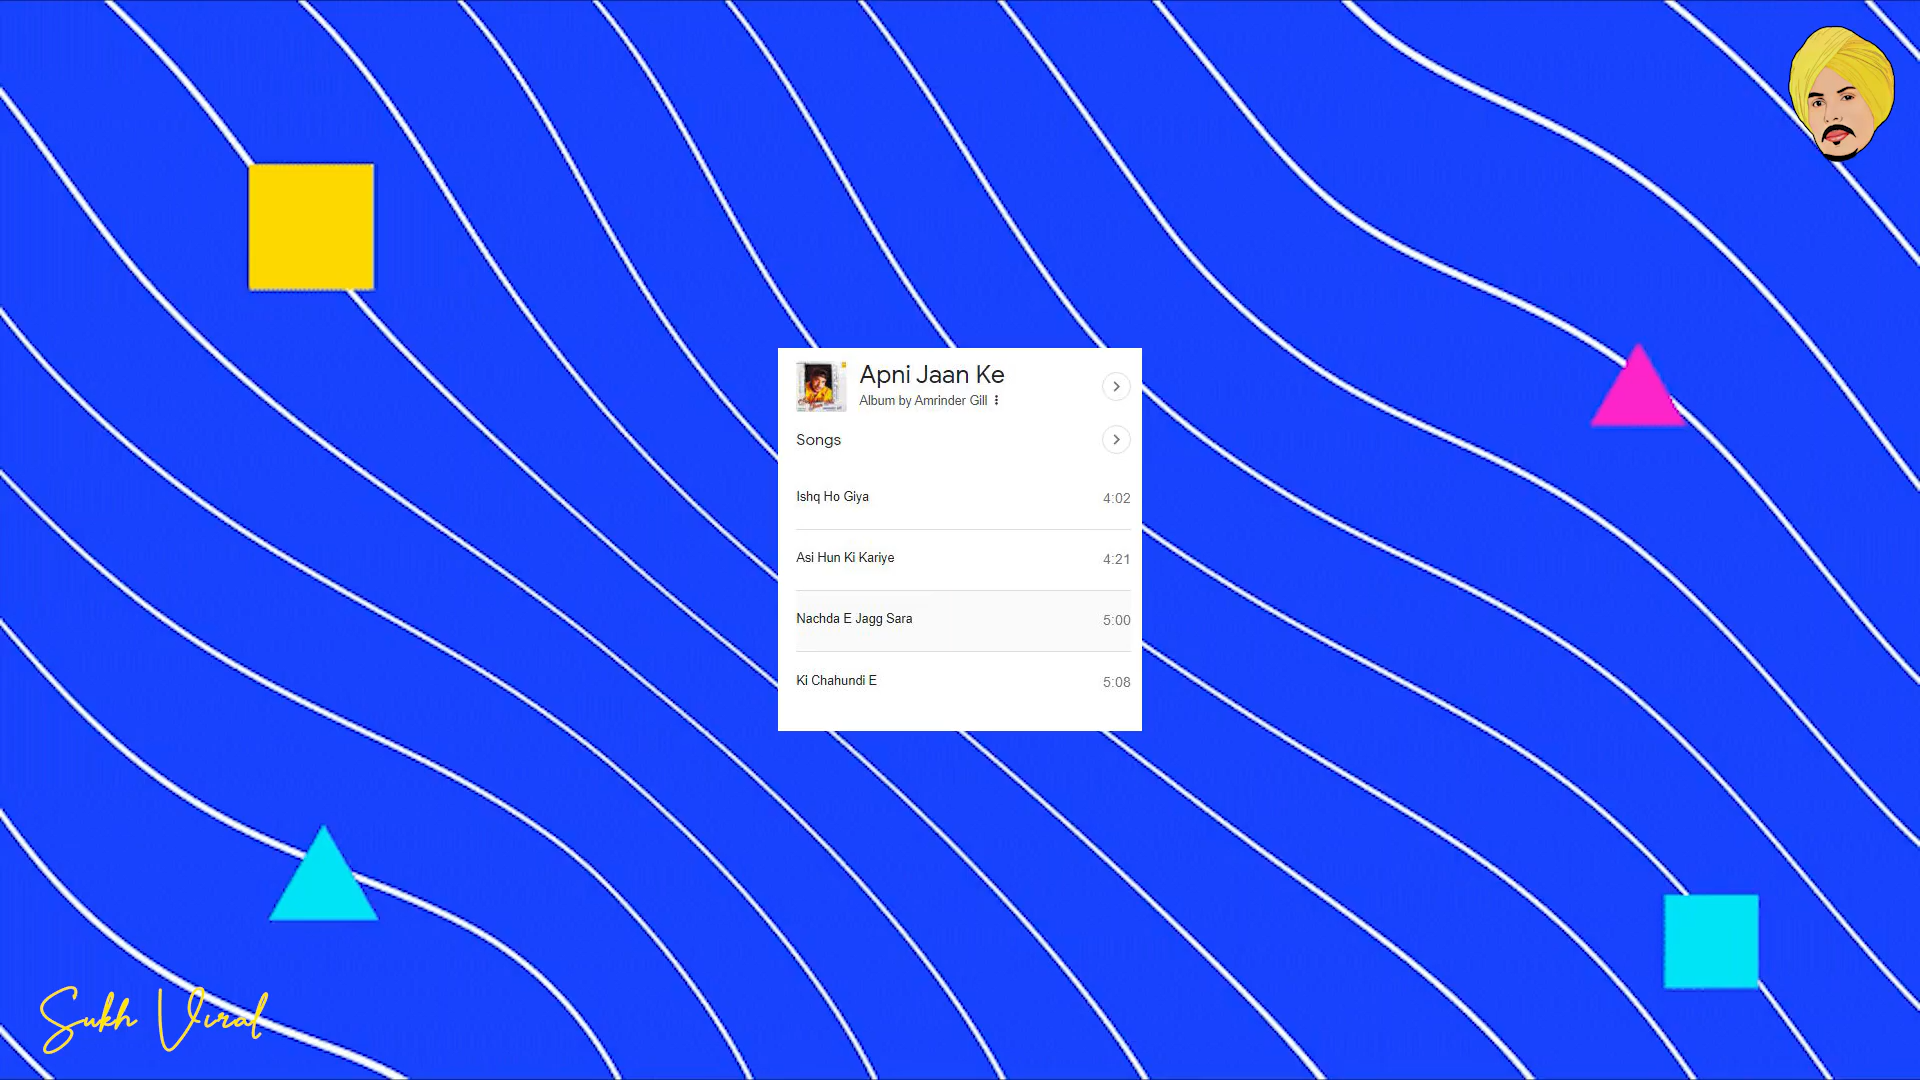 Apni Jaan Ke
Album by Amrinder Gill
Songs
Ishq Ho Giya 4:02
Asi Hun Ki Kariye 4:21
Nachda E Jagg Sara 5:00
Ki Chahundi E 5:08
Sukh Viral